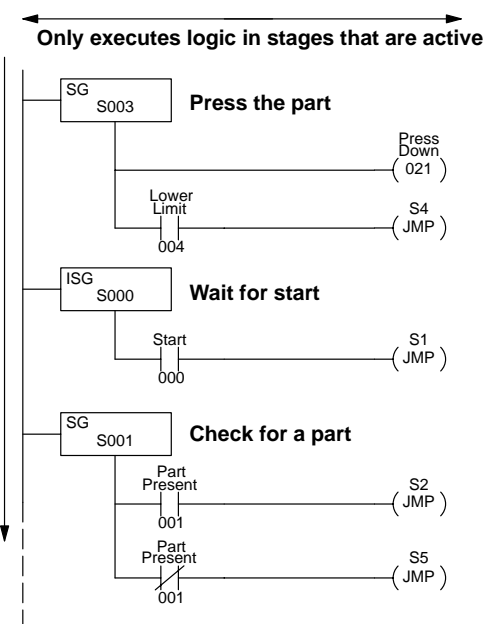 Only executes logic in stages that are active
SG
S003
Press the part
Press
Down
021
Lower
Limit
004
S4
JMP
ISG
S000
Wait for start
Start
000
S1
JMP
SG
S001
Check for a part
Part
Present
001
S2
JMP
Part
Present
001
S5
JMP